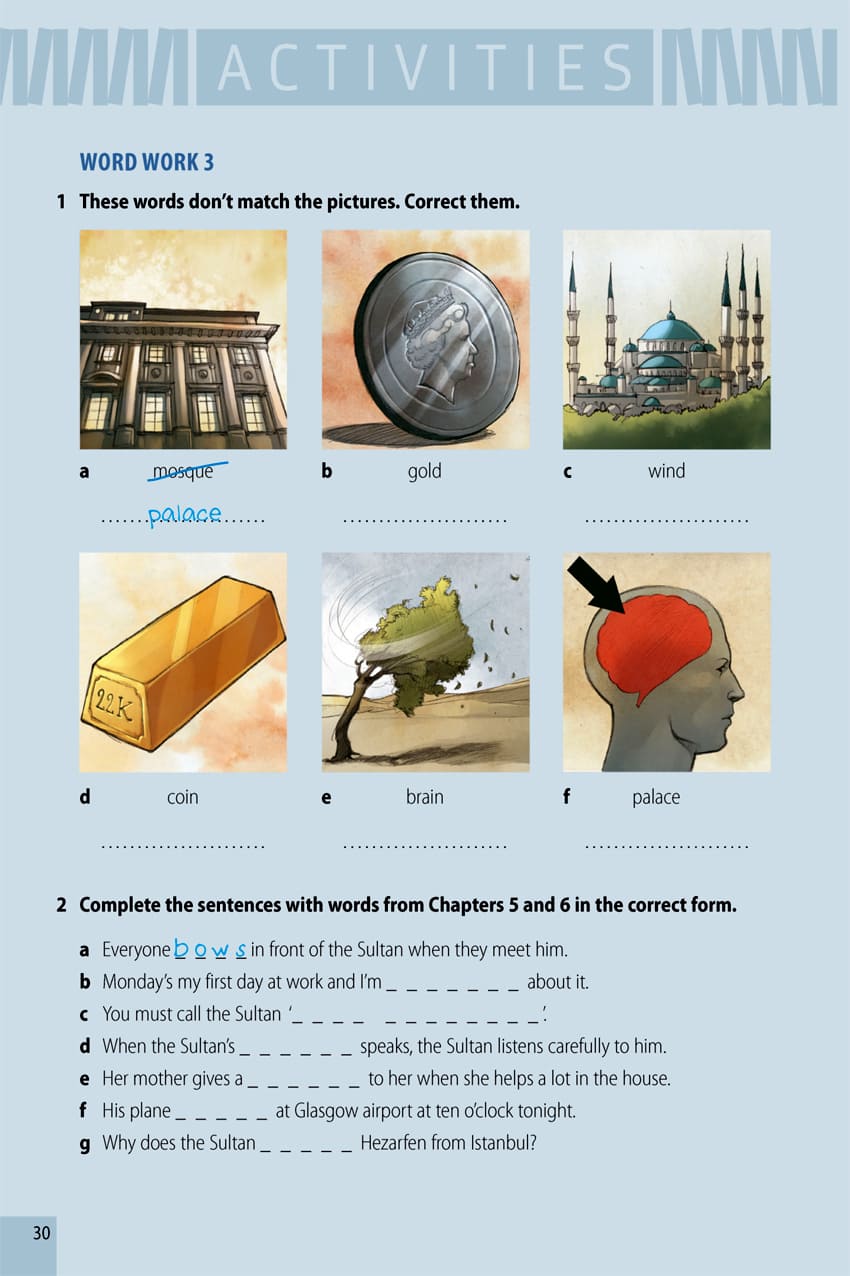 ACTIVITIES
WORD WORK 3
1 These words don't match the pictures. Correct them.
a mosque b gold c wind
palace
22K
d coin e brain f palace
2 Complete the sentences with words from Chapters 5 and 6 in the correct form.
a Everyone b o w s in front of the Sultan when they meet him.
b Monday's my first day at work and I'm _ _ _ _ _ _ _ about it.
c You must call the Sultan '_ _ _ _ _ _ _ _ _ _ _ _'.
d When the Sultan's _ _ _ _ _ _ speaks, the Sultan listens carefully to him.
e Her mother gives a _ _ _ _ _ _ to her when she helps a lot in the house.
f His plane _ _ _ _ _ at Glasgow airport at ten o'clock tonight.
g Why does the Sultan _ _ _ _ _ Hezarfen from Istanbul?
30